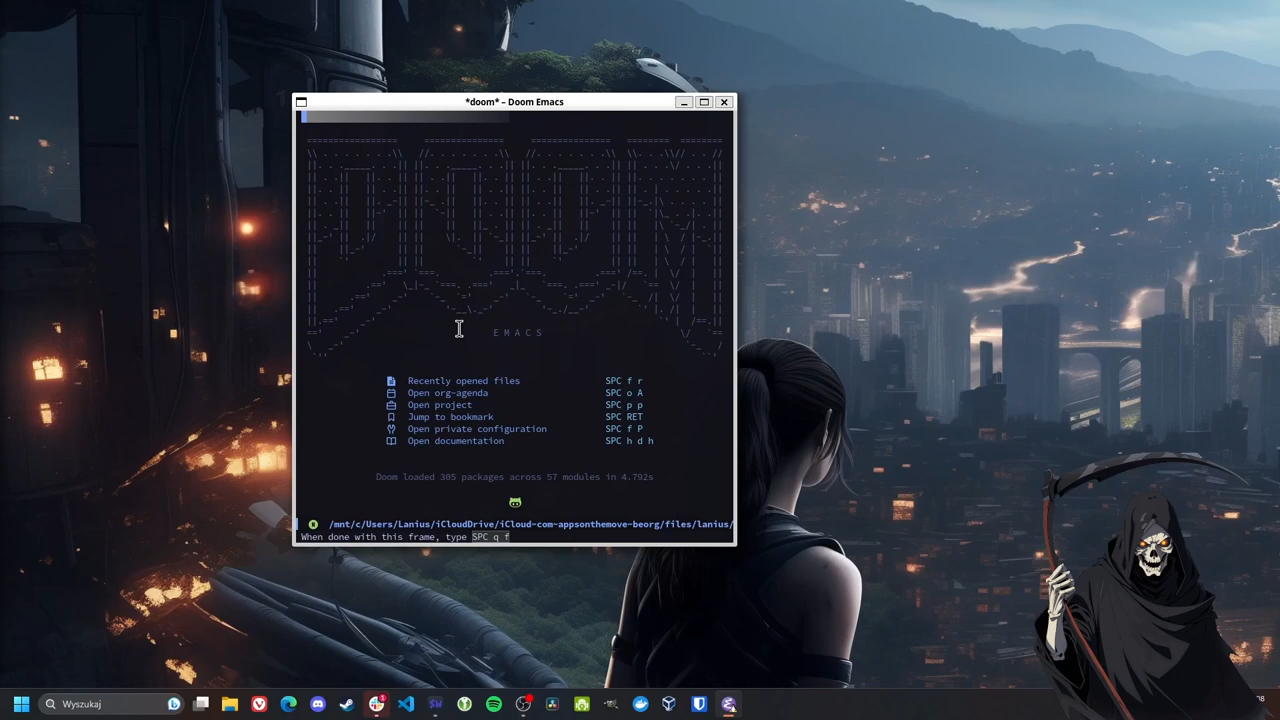 *doom* – Doom Emacs
E M A C S
Recently opened files SPC f r
Open org-agenda SPC o A
Open project SPC p p
Jump to bookmark SPC RET
Open private configuration SPC f P
Open documentation SPC h d h
Doom loaded 305 packages across 57 modules in 4.792s
N /mnt/c/Users/Lanius/iCloudDrive/iCloud~com~appsonthemove~beorg/files/lanius/
When done with this frame, type SPC q f
Wyszukaj